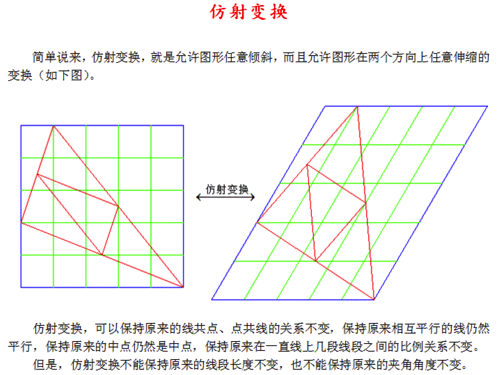 仿射变换
简单说来，仿射变换，就是允许图形任意倾斜，而且允许图形在两个方向上任意伸缩的
变换（如下图）。
仿射变换
仿射变换，可以保持原来的线共点、点共线的关系不变，保持原来相互平行的线仍然
平行，保持原来的中点仍然是中点，保持原来在一直线上几段线段之间的比例关系不变。
但是，仿射变换不能保持原来的线段长度不变，也不能保持原来的夹角角度不变。